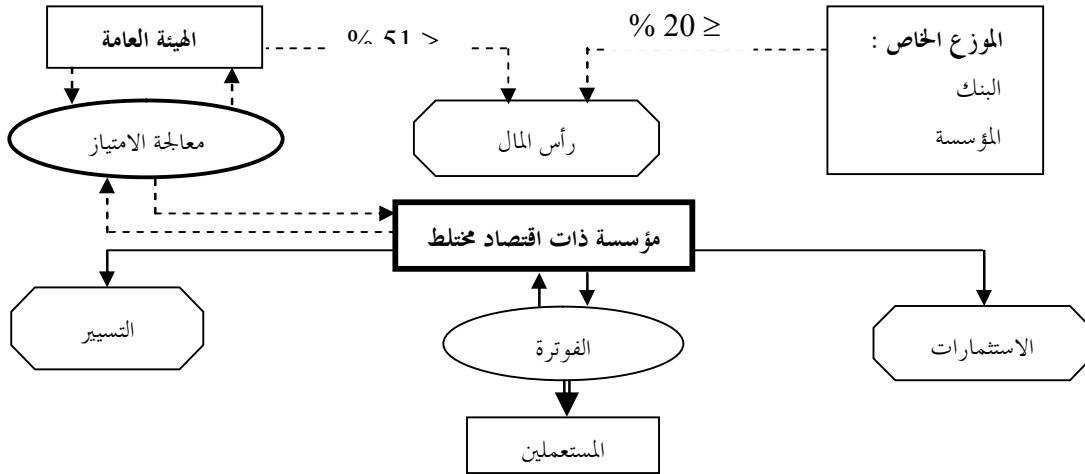 الموزع الخاص :
البنك
المؤسسة
≥ 20 %
> 51 %
الهيئة العامة
رأس المال
معالجة الامتياز
مؤسسة ذات اقتصاد مختلط
الاستثمارات
الفوترة
التسيير
المستعملين